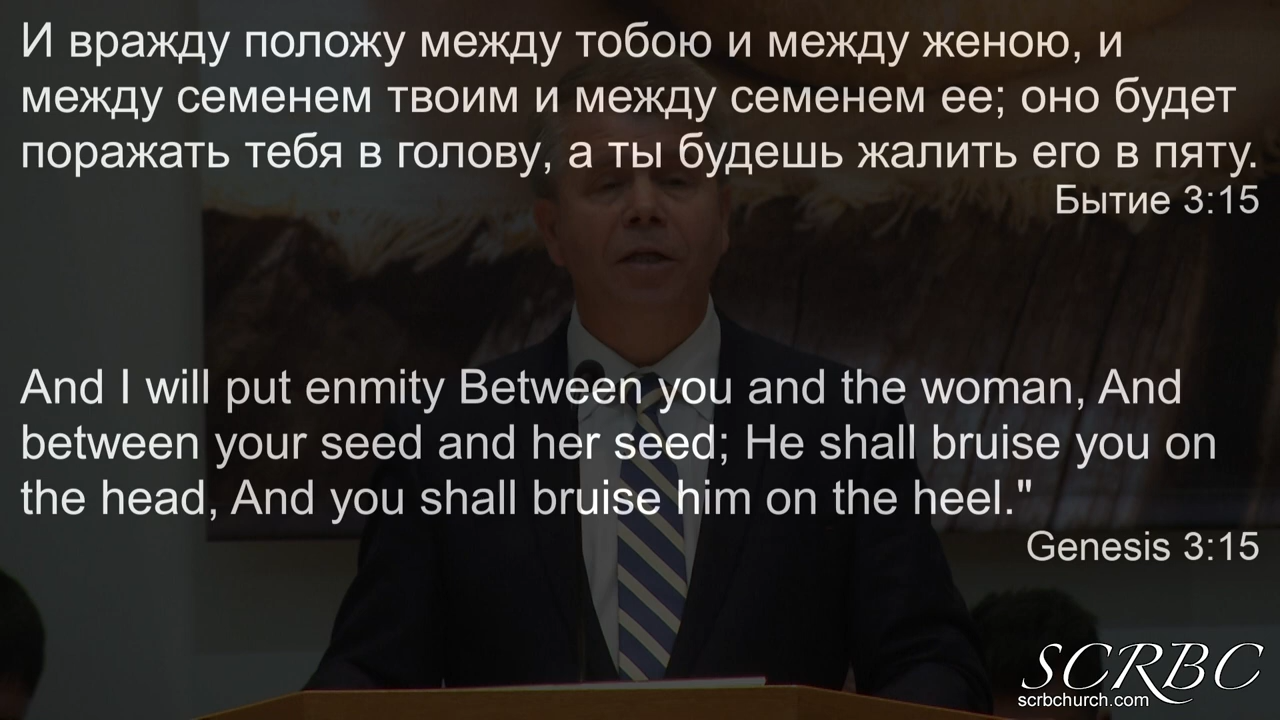 И вражду положу между тобою и между женою, и
между семенем твоим и между семенем ее; оно будет
поражать тебя в голову, а ты будешь жалить его в пяту.
Бытие 3:15
And I will put enmity Between you and the woman, And
between your seed and her seed; He shall bruise you on
the head, And you shall bruise him on the heel."
Genesis 3:15
SCRBC
scrbchurch.com